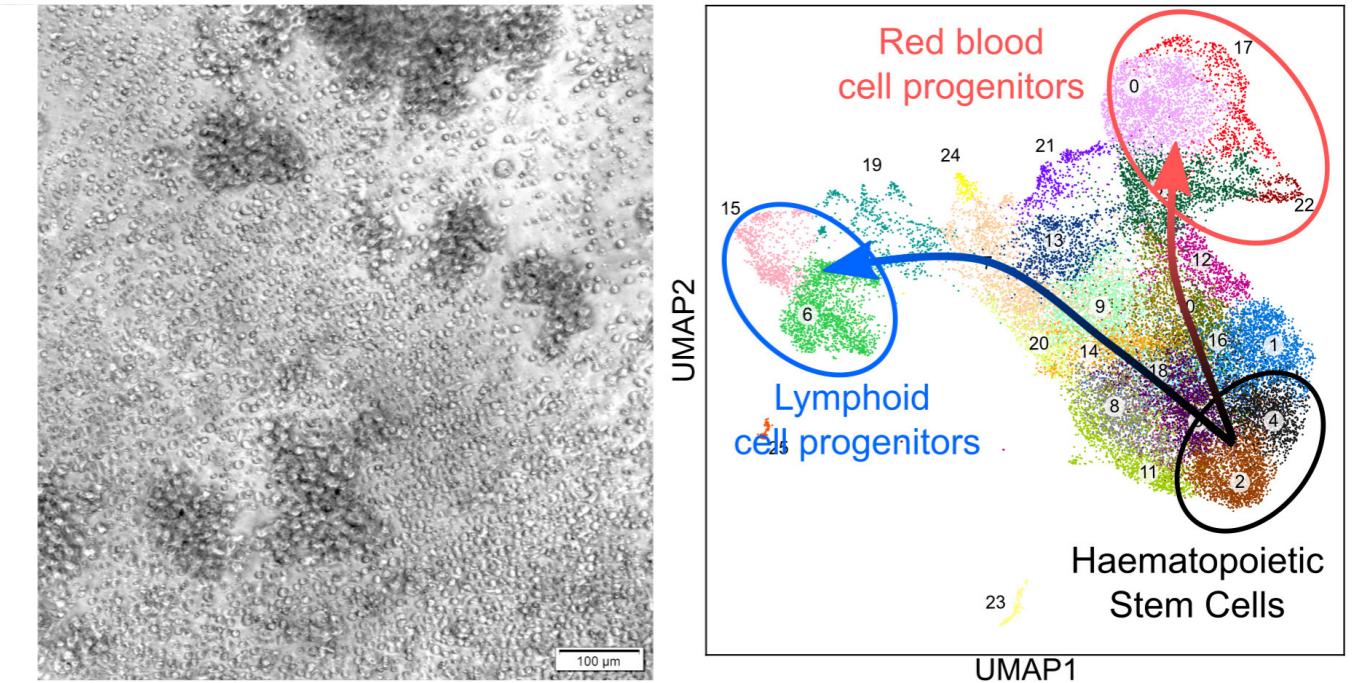 100 µm
Red blood
cell progenitors
17
0
21
24
19
22
15
13
12
9
6
16
1
20
14
18
Lymphoid
cell progenitors
8
4
25
2
11
Haematopoietic
Stem Cells
23
UMAP1
UMAP2